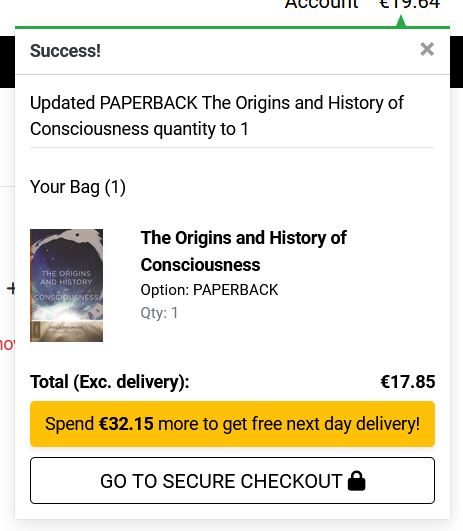 Account €19.64
Success! ×
Updated PAPERBACK The Origins and History of
Consciousness quantity to 1
Your Bag (1)
THE ORIGINS
AND HISTORY
OF
CONSCIOUSNESS
The Origins and History of
Consciousness
Option: PAPERBACK
Qty: 1
Total (Exc. delivery): €17.85
Spend €32.15 more to get free next day delivery!
GO TO SECURE CHECKOUT